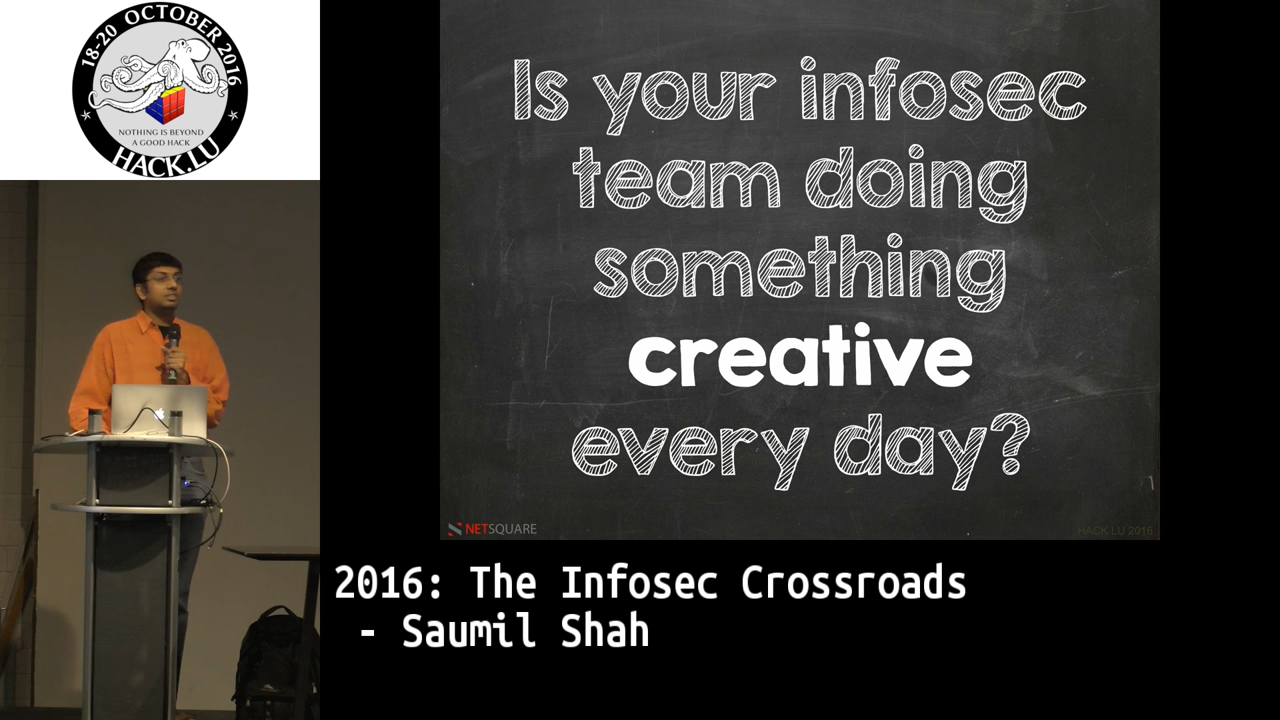 18-20 OCTOBER 2016
NOTHING IS BEYOND
A GOOD HACK
HACK.LU
Is your infosec
team doing
something
creative
every day?
NETSQUARE
HACK LU 2016
2016: The Infosec Crossroads
- Saumil Shah